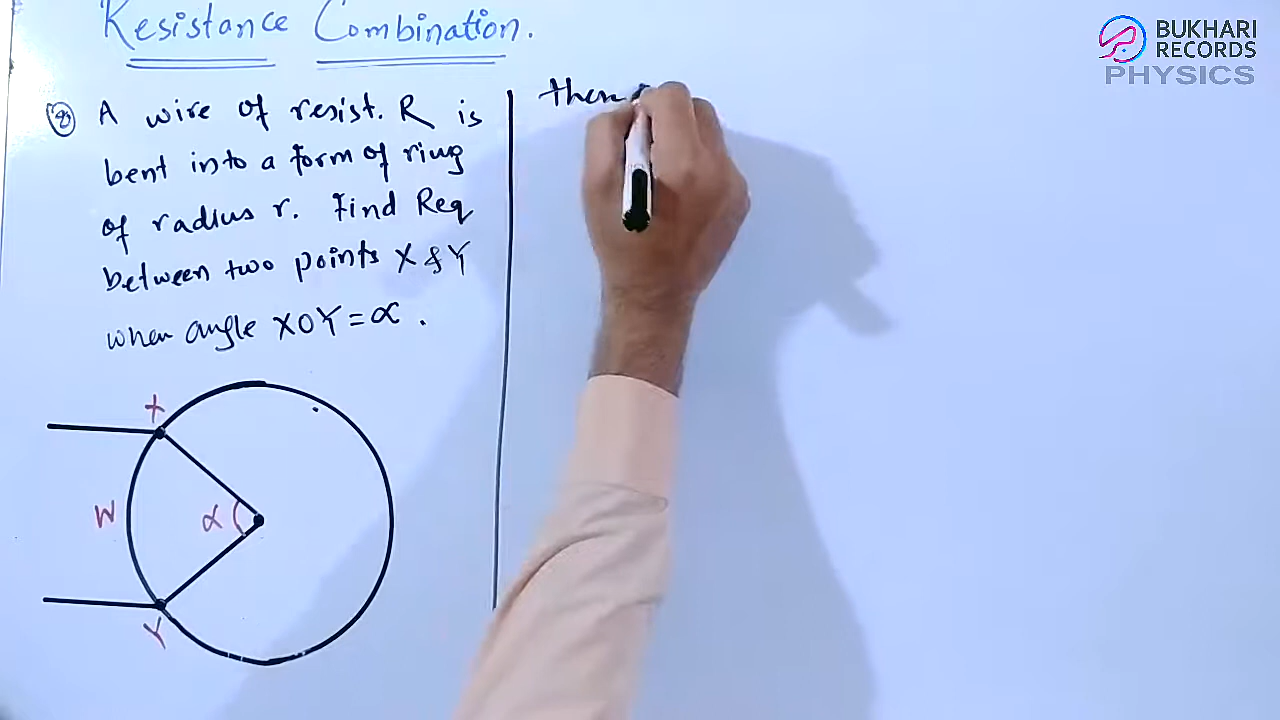 Resistance Combination.
BUKHARI
RECORDS
PHYSICS
(8) A wire of resist. R is
bent into a form of ring
of radius r. Find Req
between two points X & Y
when angle XOY = α.
then
X
W
α
Y